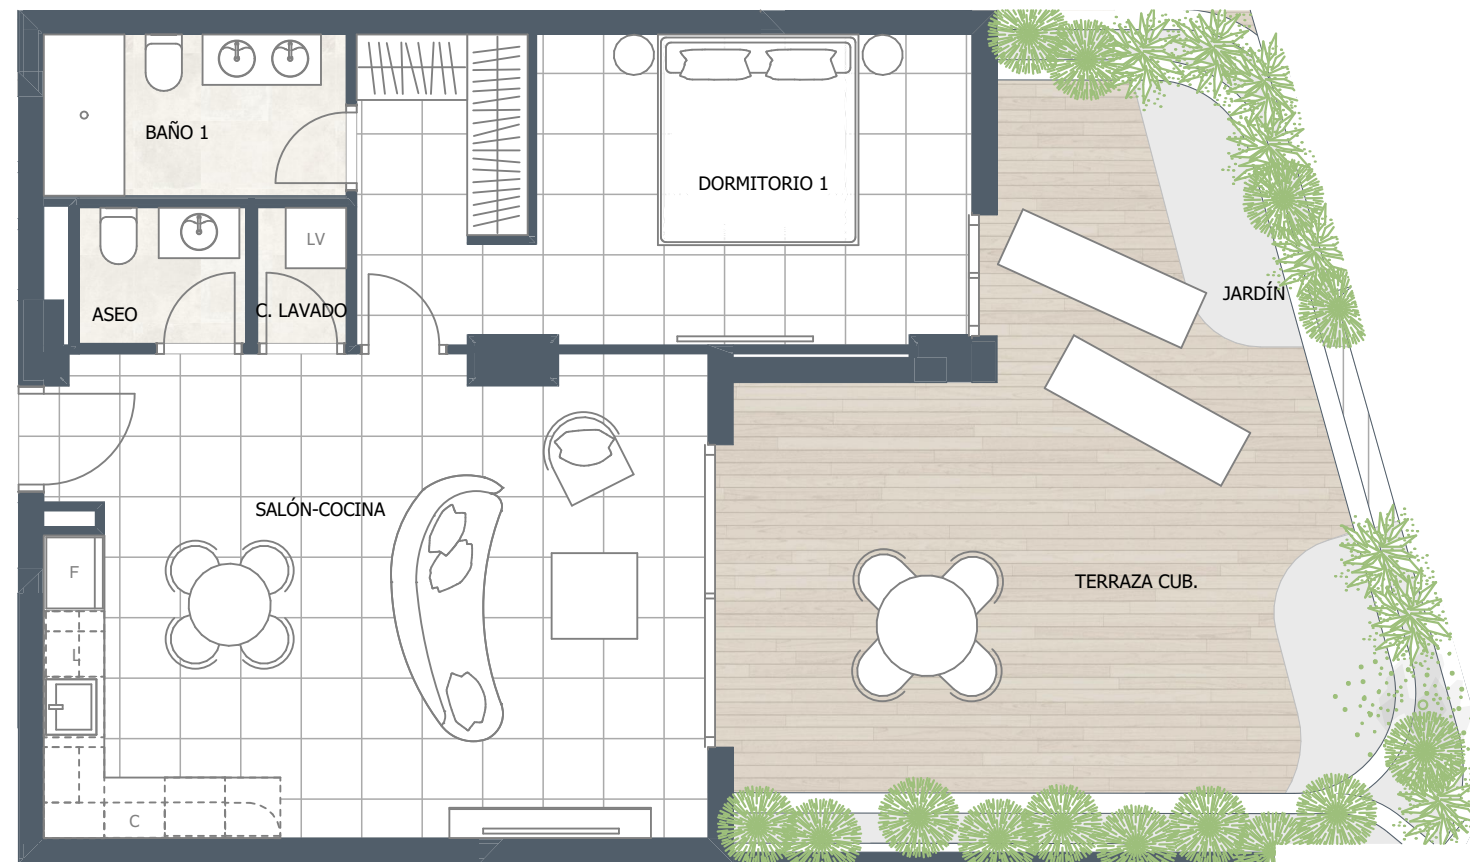 BAÑO 1
DORMITORIO 1
LV
ASEO
C. LAVADO
JARDÍN
SALÓN-COCINA
F
TERRAZA CUB.
L
C